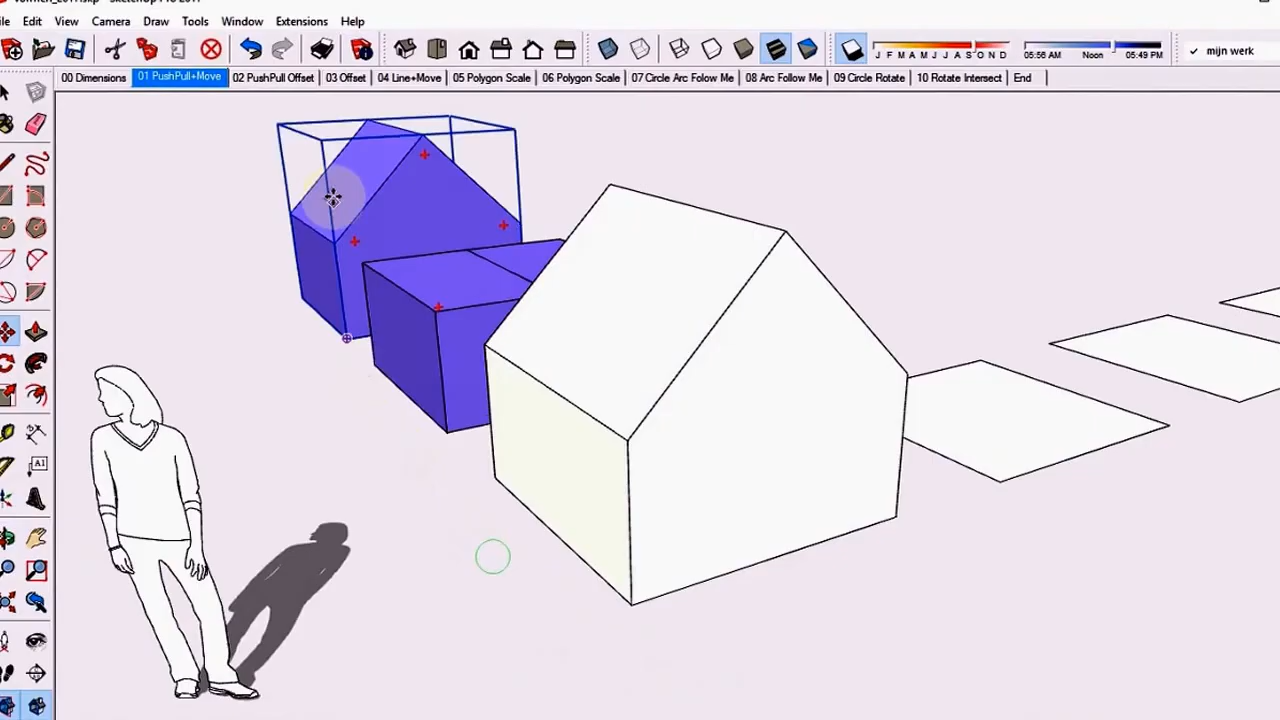 Edit View Camera Draw Tools Window Extensions Help
J F M A M J J A S O N D 05:56 AM Noon 05:49 PM ✓ mijn werk
00 Dimensions 01 PushPull+Move 02 PushPull Offset 03 Offset 04 Line+Move 05 Polygon Scale 06 Polygon Scale 07 Circle Arc Follow Me 08 Arc Follow Me 09 Circle Rotate 10 Rotate Intersect End
A1